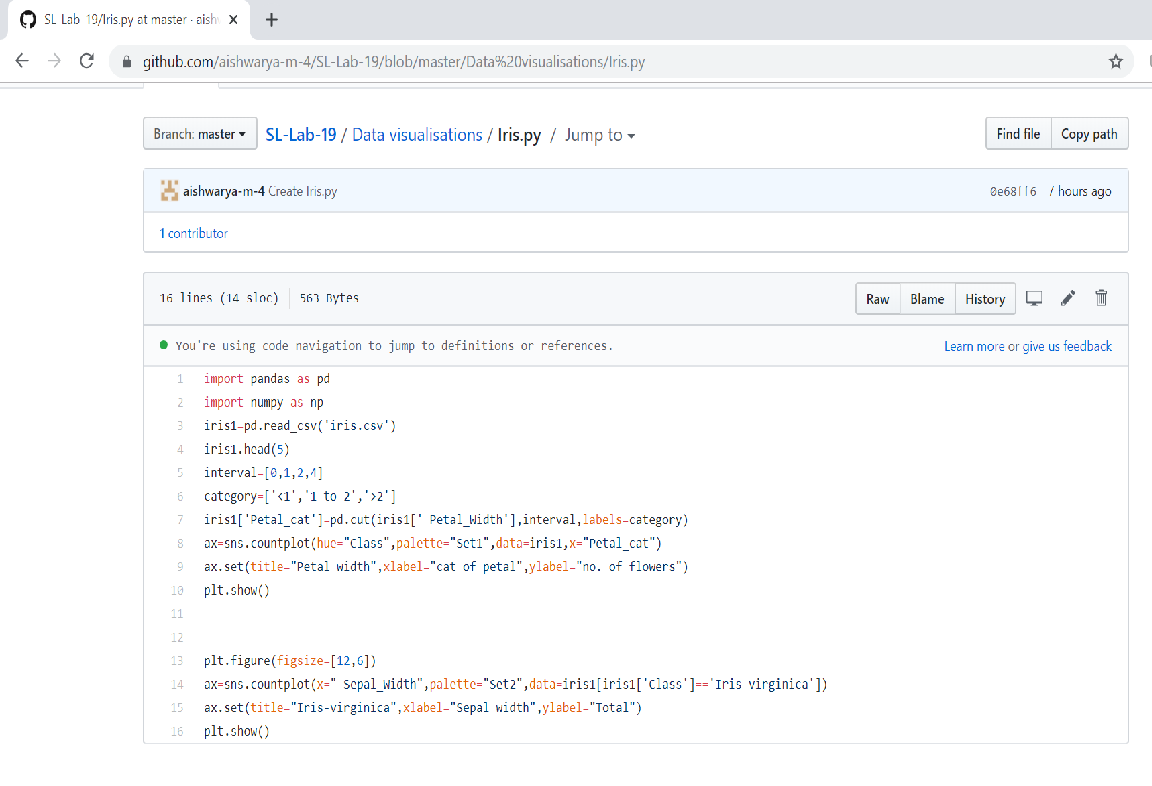 SL-Lab-19/Iris.py at master · aish
github.com/aishwarya-m-4/SL-Lab-19/blob/master/Data%20visualisations/Iris.py
Branch: master SL-Lab-19 / Data visualisations / Iris.py / Jump to Find file Copy path
aishwarya-m-4 Create Iris.py 0e68ff6 7 hours ago
1 contributor
16 lines (14 sloc) 563 Bytes Raw Blame History
You're using code navigation to jump to definitions or references. Learn more or give us feedback
1 import pandas as pd
2 import numpy as np
3 iris1=pd.read_csv('iris.csv')
4 iris1.head(5)
5 interval=[0,1,2,4]
6 category=['<1','1 to 2','>2']
7 iris1['Petal_cat']=pd.cut(iris1[' Petal_Width'],interval,labels=category)
8 ax=sns.countplot(hue="Class",palette="Set1",data=iris1,x="Petal_cat")
9 ax.set(title="Petal width",xlabel="cat of petal",ylabel="no. of flowers")
10 plt.show()
11
12
13 plt.figure(figsize=[12,6])
14 ax=sns.countplot(x=" Sepal_Width",palette="Set2",data=iris1[iris1['Class']=='Iris-virginica'])
15 ax.set(title="Iris-virginica",xlabel="Sepal width",ylabel="Total")
16 plt.show()